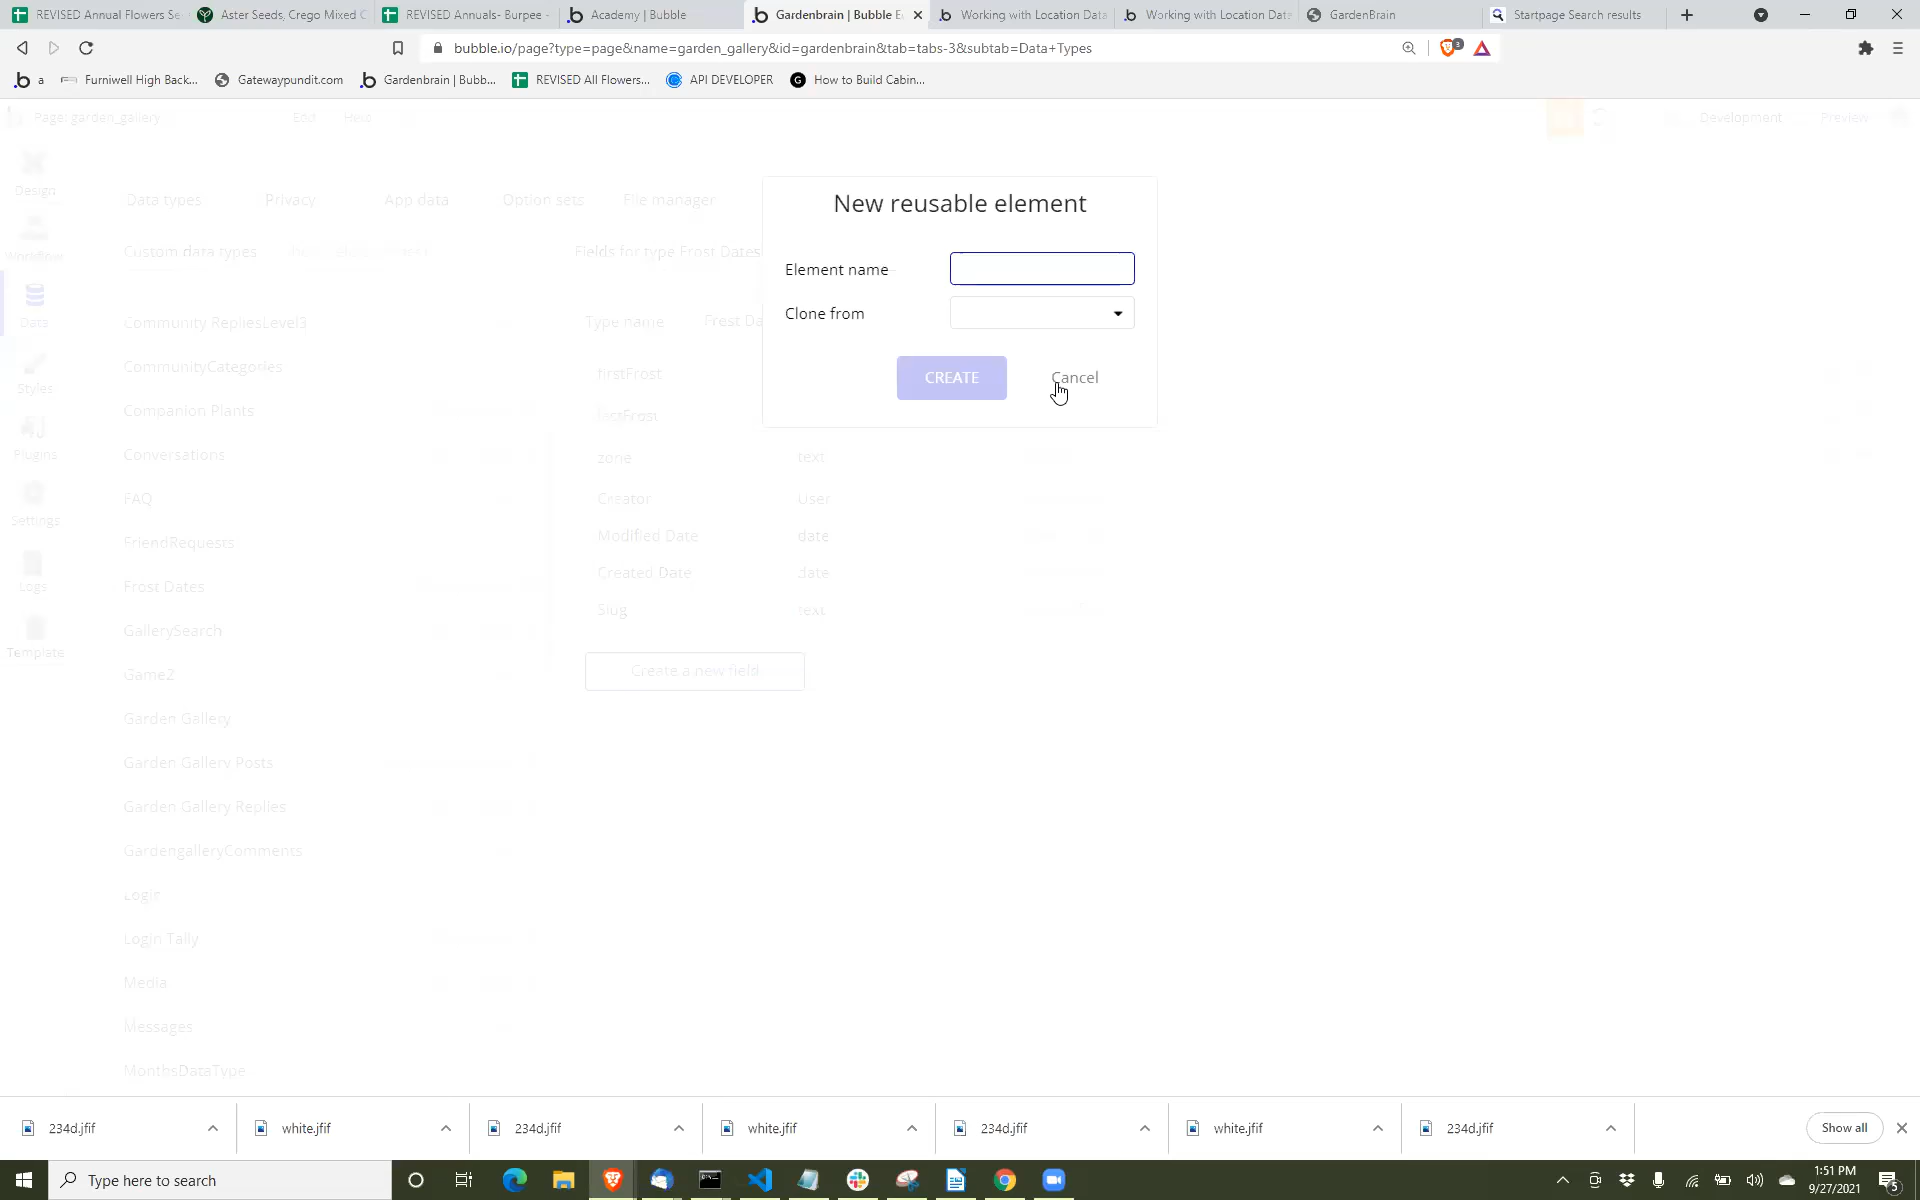 REVISED Annual Flowers Se
Aster Seeds, Crego Mixed C
REVISED Annuals- Burpee -
Academy | Bubble
Gardenbrain | Bubble E
Working with Location Data
Working with Location Data
GardenBrain
Startpage Search results
bubble.io/page?type=page&name=garden_gallery&id=gardenbrain&tab=tabs-3&subtab=Data+Types
3
a
Furniwell High Back...
Gatewaypundit.com
Gardenbrain | Bubb...
REVISED All Flowers...
API DEVELOPER
How to Build Cabin...
Page: garden_gallery
Edit
Help
Development
Preview
Design
Workflow
Data
Styles
Plugins
Settings
Logs
Template
Data types
Privacy
App data
Option sets
File manager
Custom data types
Fields for type Frost Dates
Community RepliesLevel3
CommunityCategories
Companion Plants
Conversations
FAQ
FriendRequests
Frost Dates
GallerySearch
Game2
Garden Gallery
Garden Gallery Posts
Garden Gallery Replies
GardengalleryComments
Login
Login Tally
Media
Messages
MonthsDataType
Type name
Frost Da
firstFrost
lastFrost
zone
text
Creator
User
Modified Date
date
Created Date
date
Slug
text
Create a new field
New reusable element
Element name
Clone from
CREATE
Cancel
234d.jfif
white.jfif
234d.jfif
white.jfif
234d.jfif
white.jfif
234d.jfif
Show all
Type here to search
1:51 PM
9/27/2021
5